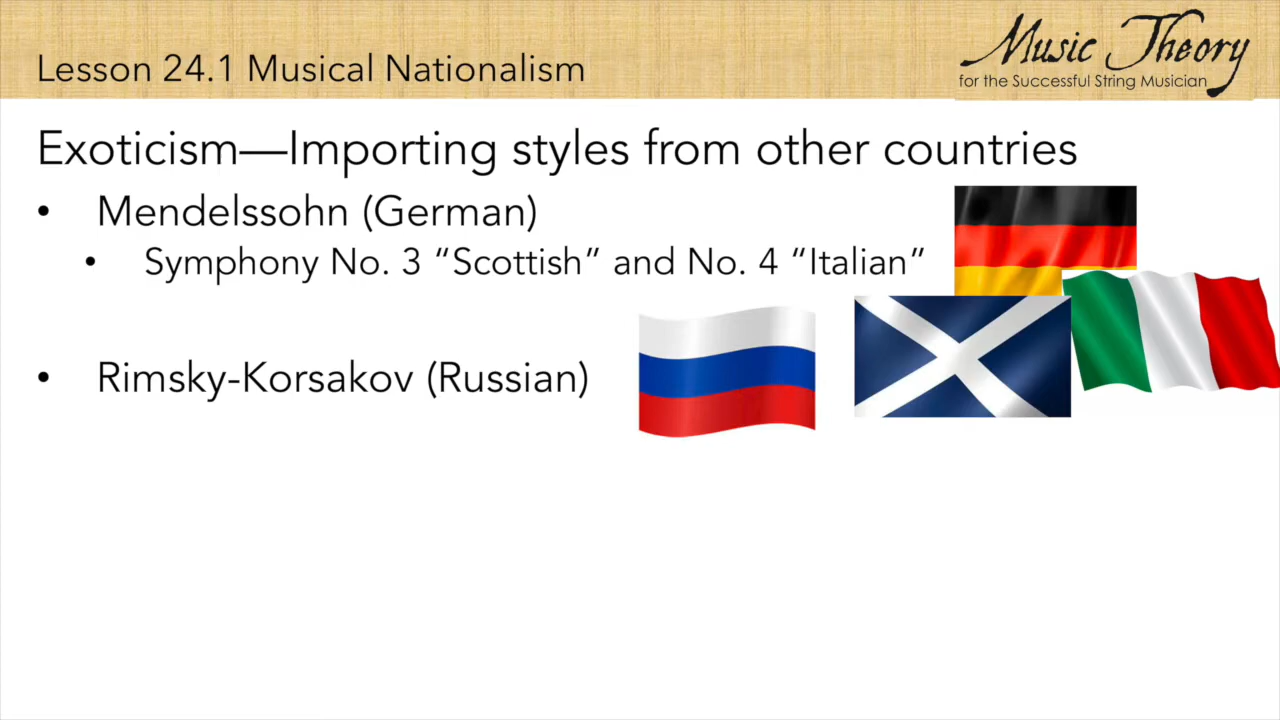 Music Theory
for the Successful String Musician
Lesson 24.1 Musical Nationalism
Exoticism—Importing styles from other countries
• Mendelssohn (German)
• Symphony No. 3 “Scottish” and No. 4 “Italian”
• Rimsky-Korsakov (Russian)